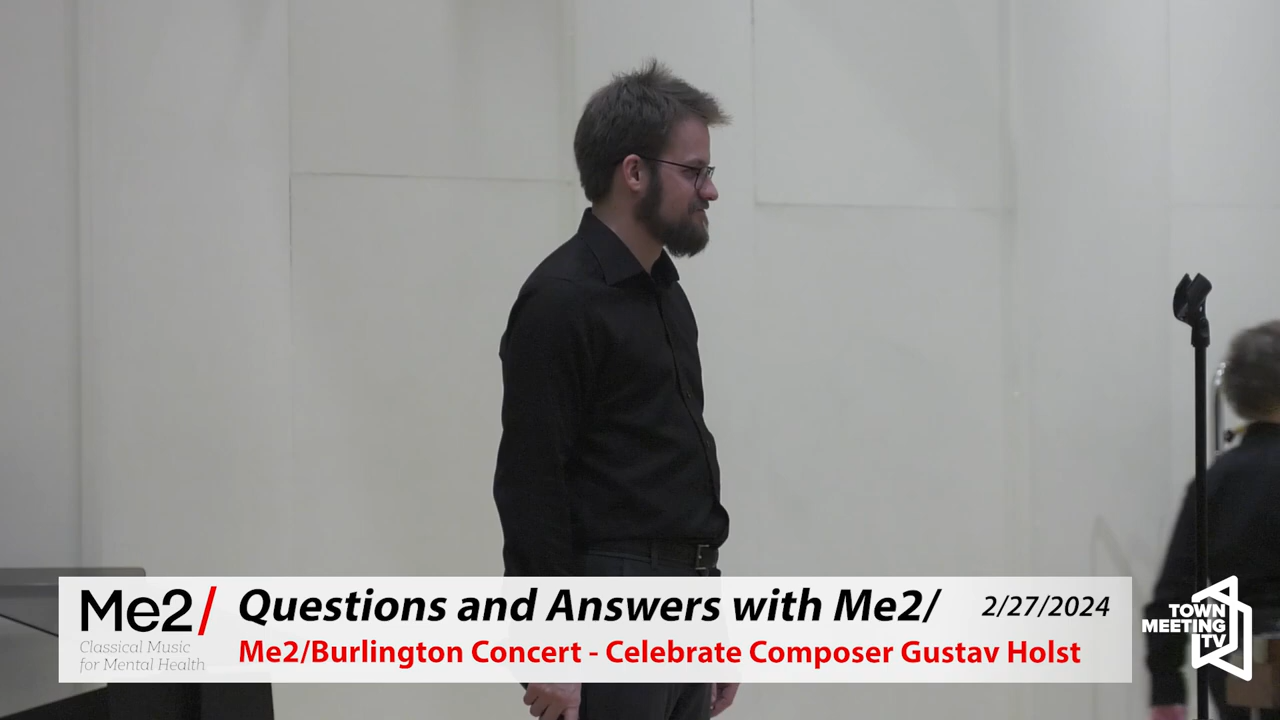 Me2/
Classical Music
for Mental Health
Questions and Answers with Me2/
2/27/2024
Me2/Burlington Concert - Celebrate Composer Gustav Holst
TOWN
MEETING
TV